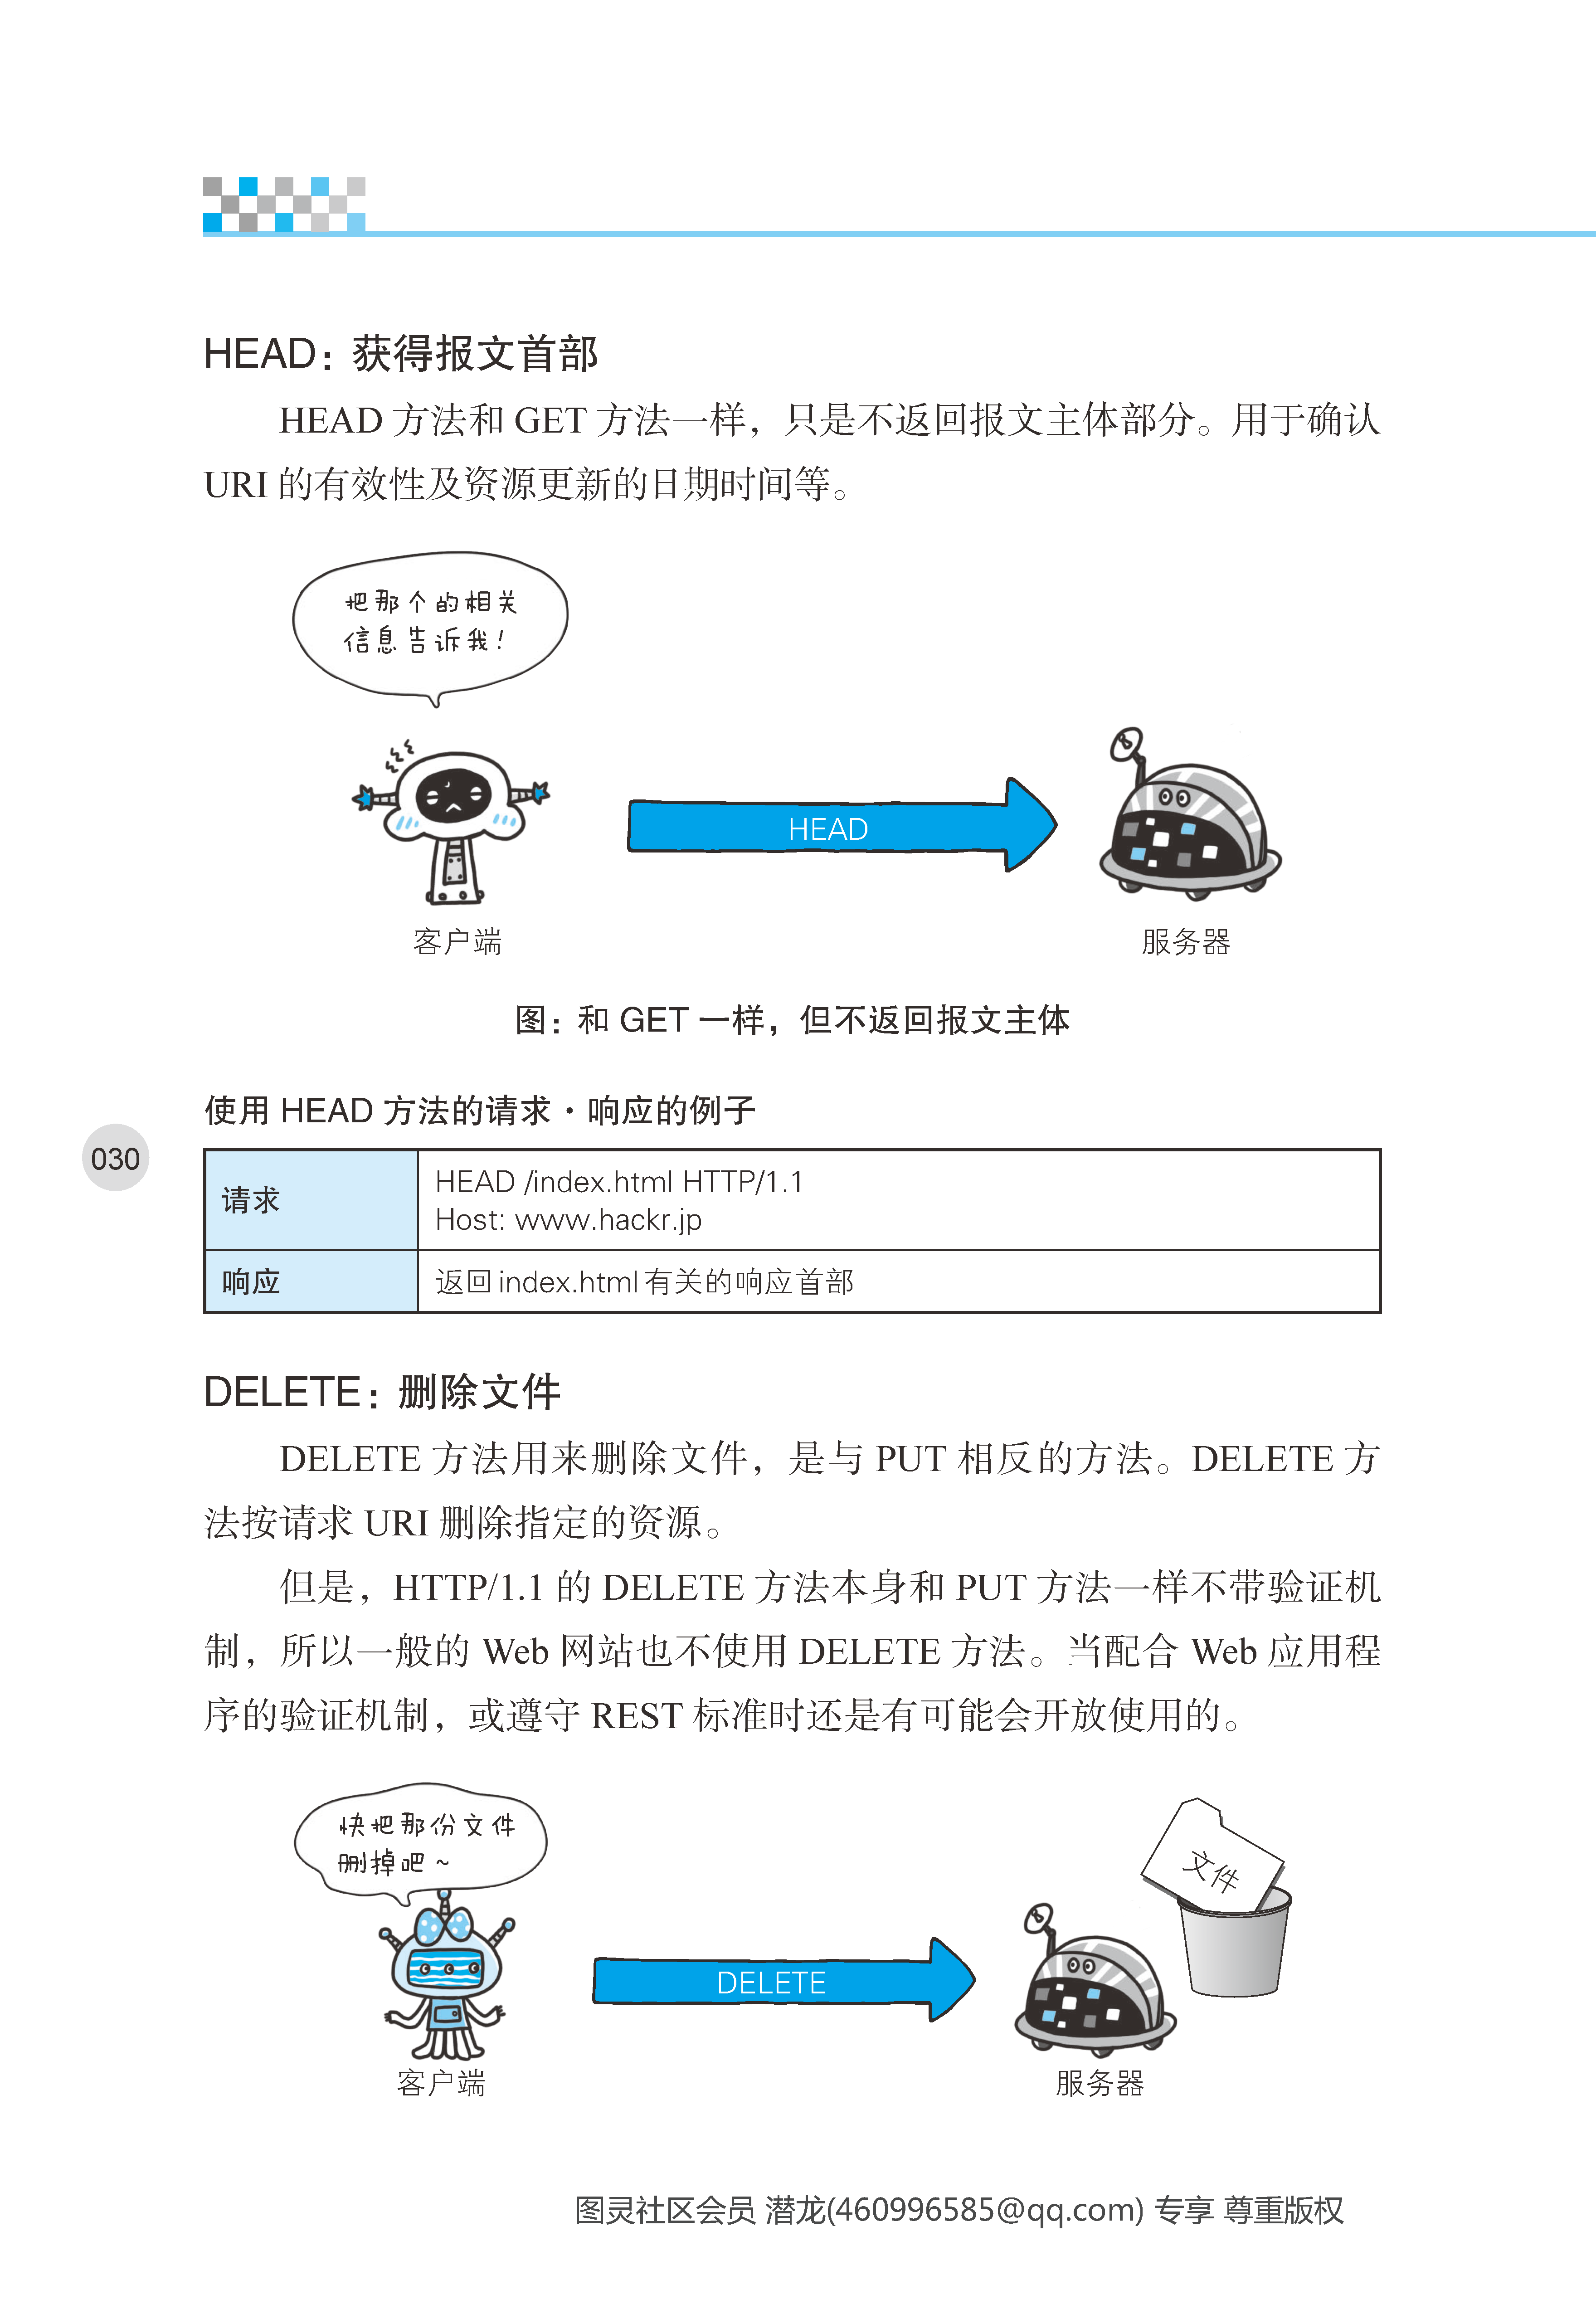 HEAD：获得报文首部
HEAD 方法和 GET 方法一样，只是不返回报文主体部分。用于确认
URI 的有效性及资源更新的日期时间等。
把那个的相关
信息告诉我！
HEAD
客户端
服务器
图：和 GET 一样，但不返回报文主体
使用 HEAD 方法的请求·响应的例子
030
请求
HEAD /index.html HTTP/1.1
Host: www.hackr.jp
响应
返回index.html有关的响应首部
DELETE：删除文件
DELETE 方法用来删除文件，是与 PUT 相反的方法。DELETE 方
法按请求 URI 删除指定的资源。
但是，HTTP/1.1 的 DELETE 方法本身和 PUT 方法一样不带验证机
制，所以一般的 Web 网站也不使用 DELETE 方法。当配合 Web 应用程
序的验证机制，或遵守 REST 标准时还是有可能会开放使用的。
快把那份文件
删掉吧～
文件
DELETE
客户端
服务器
图灵社区会员 潜龙(460996585@qq.com) 专享 尊重版权